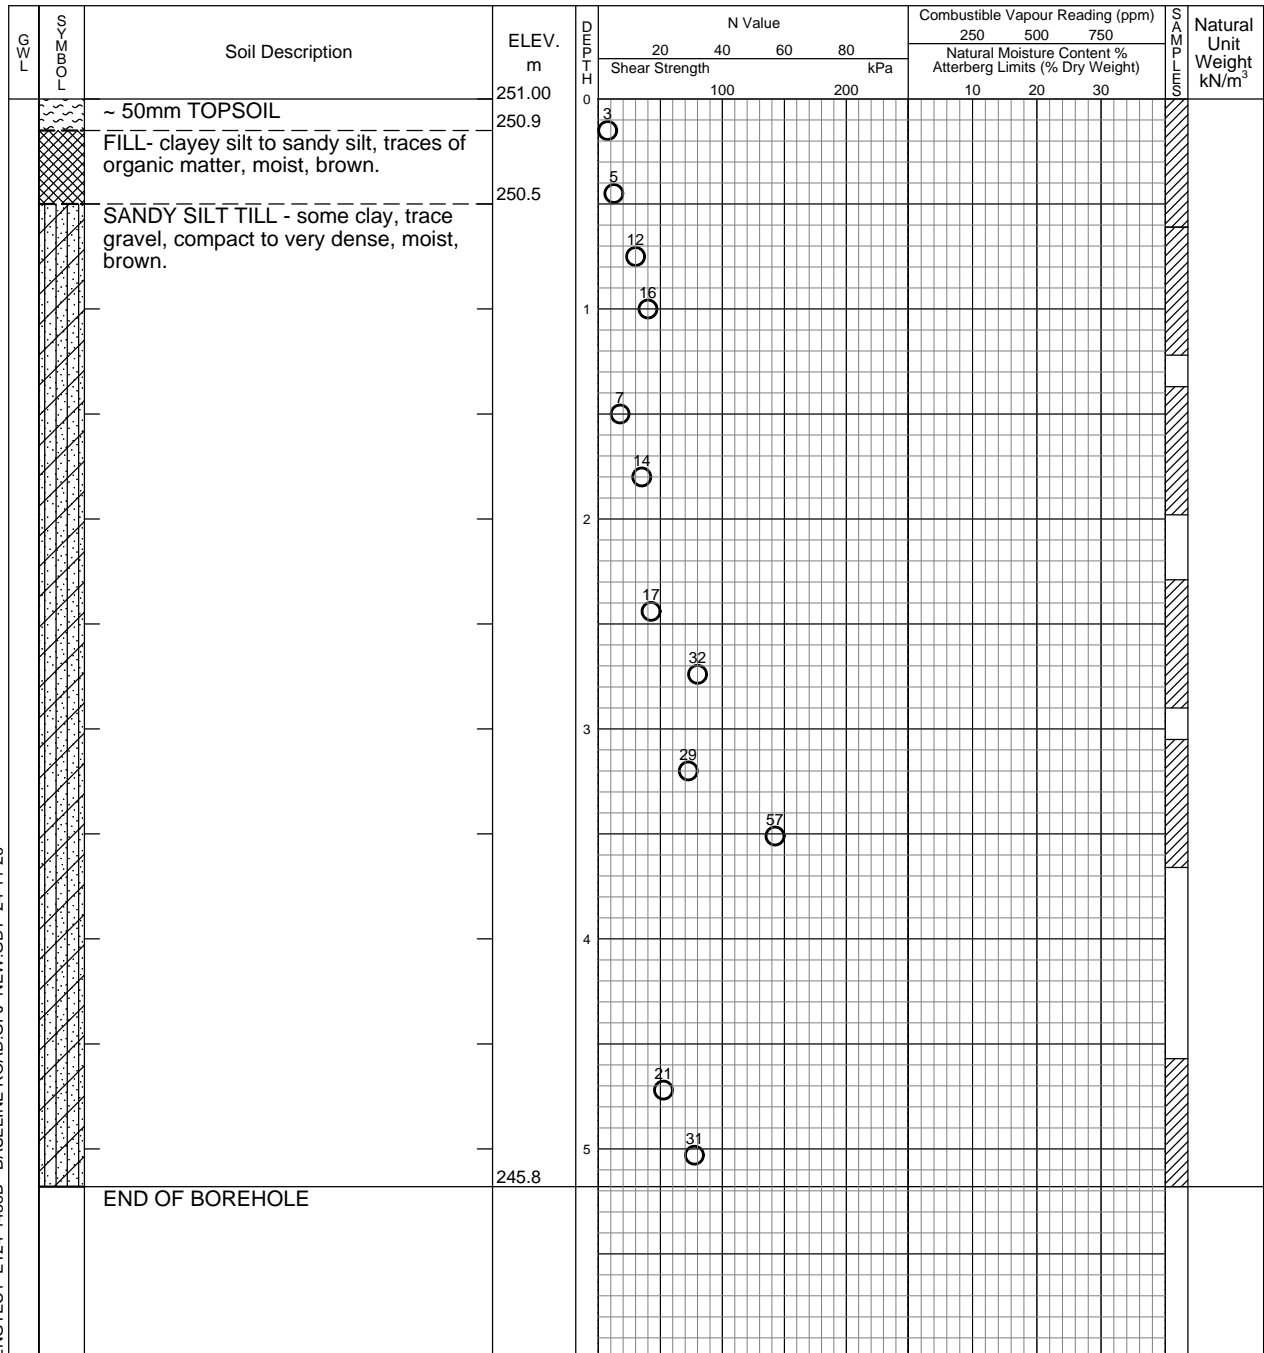 GWL
SYMBOL
Soil Description
ELEV.
m
DEPTH
N Value
20 40 60 80
Shear Strength kPa
100 200
Combustible Vapour Reading (ppm)
250 500 750
Natural Moisture Content %
Atterberg Limits (% Dry Weight)
10 20 30
SAMPLES
Natural
Unit
Weight
kN/m³
251.00
0
~ 50mm TOPSOIL
250.9
3
FILL- clayey silt to sandy silt, traces of
organic matter, moist, brown.
5
250.5
SANDY SILT TILL - some clay, trace
gravel, compact to very dense, moist,
brown.
12
16
1
7
14
2
17
32
3
29
57
4
21
31
5
245.8
END OF BOREHOLE